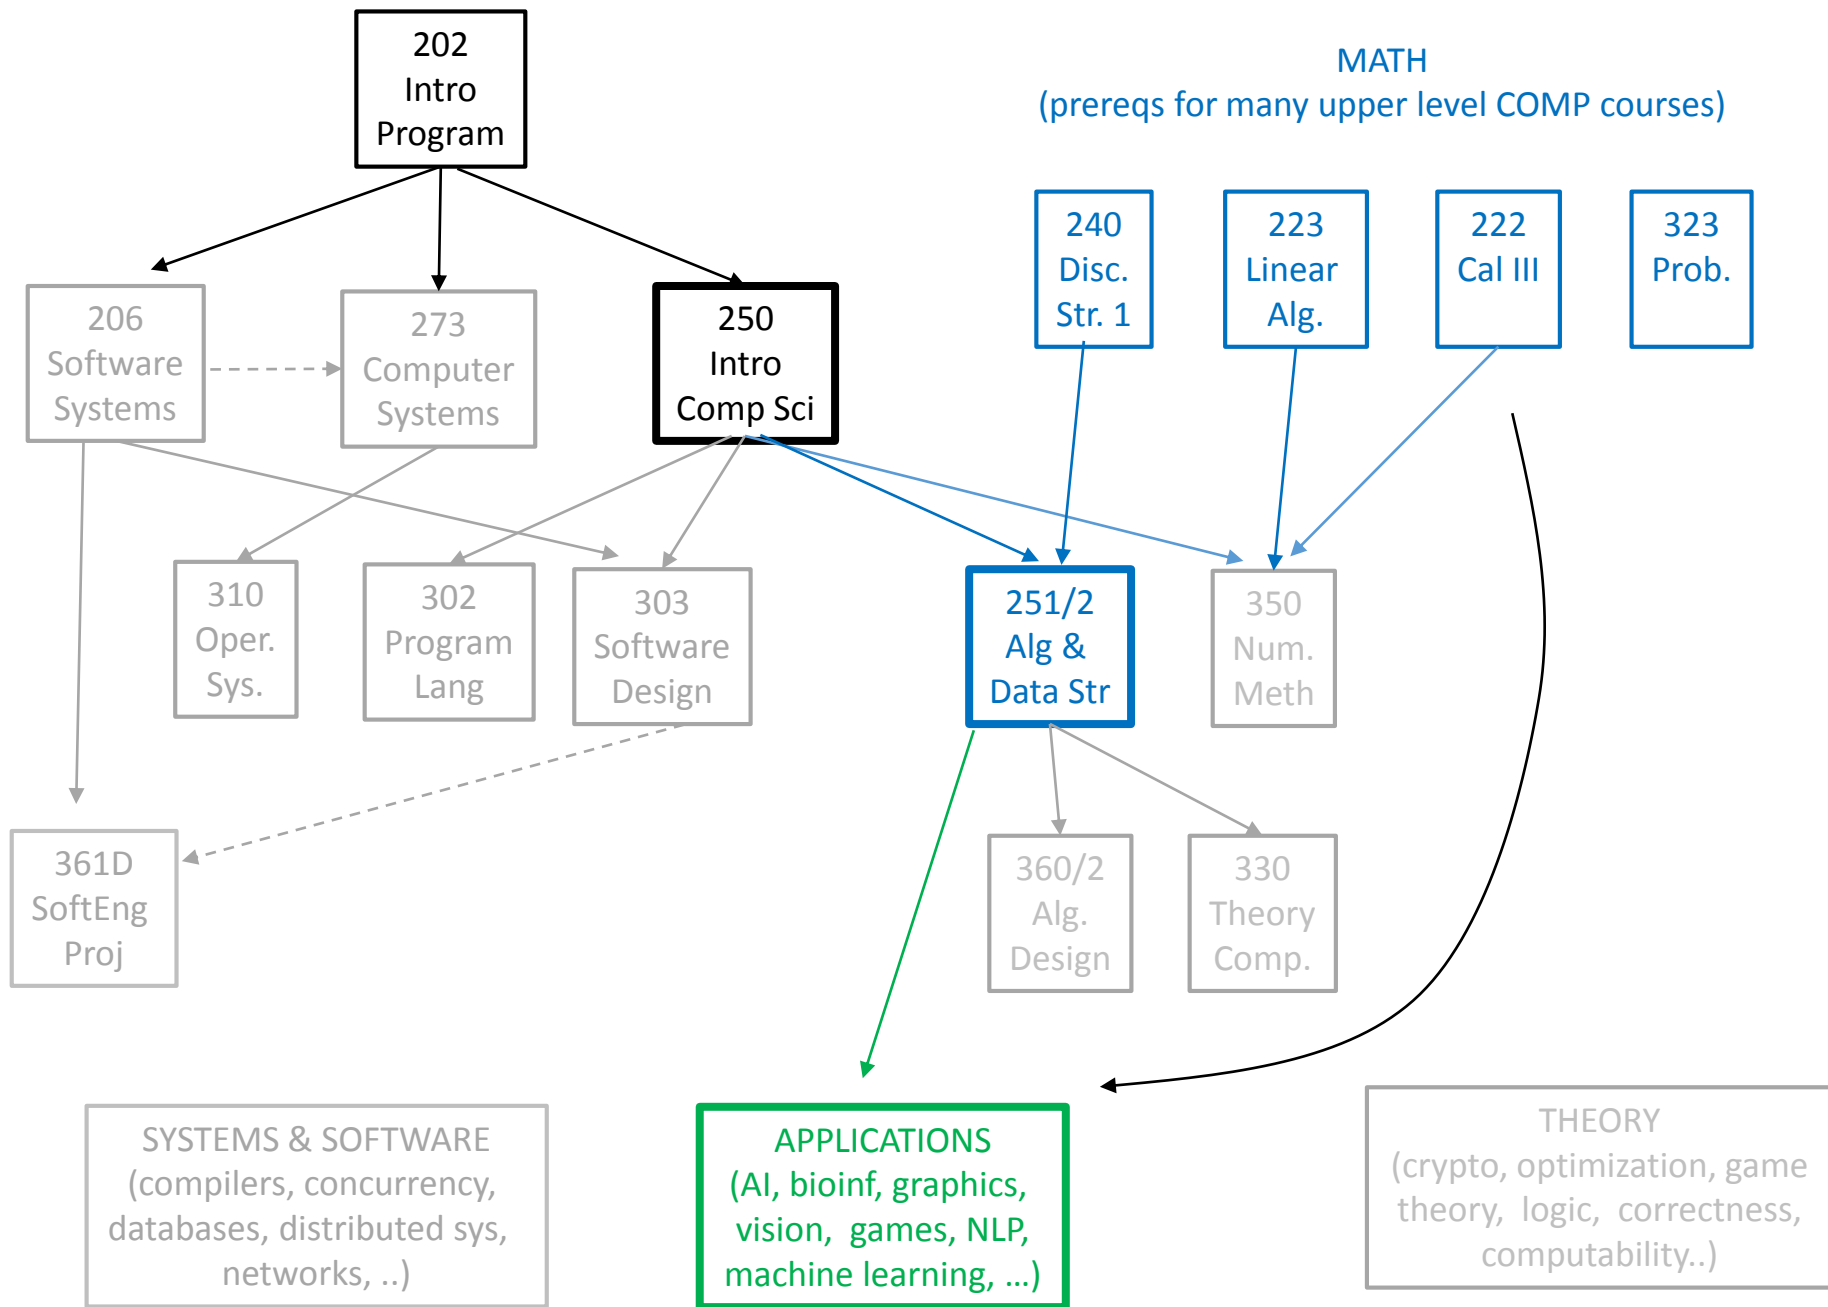 202
Intro
Program
MATH
(prereqs for many upper level COMP courses)
240
Disc.
Str. 1
223
Linear
Alg.
222
Cal III
323
Prob.
206
Software
Systems
273
Computer
Systems
250
Intro
Comp Sci
310
Oper.
Sys.
302
Program
Lang
303
Software
Design
251/2
Alg &
Data Str
350
Num.
Meth
361D
SoftEng
Proj
360/2
Alg.
Design
330
Theory
Comp.
SYSTEMS & SOFTWARE
(compilers, concurrency,
databases, distributed sys,
networks, ..)
APPLICATIONS
(AI, bioinf, graphics,
vision, games, NLP,
machine learning, ...)
THEORY
(crypto, optimization, game
theory, logic, correctness,
computability..)